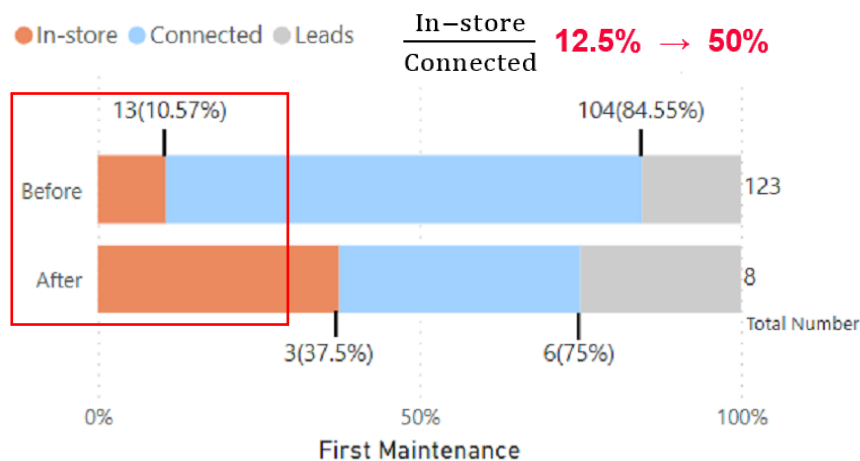 In-store Connected Leads
In−store
Connected
12.5% → 50%
13(10.57%) 104(84.55%)
Before 123
After 8
Total Number
3(37.5%) 6(75%)
0% 50% 100%
First Maintenance